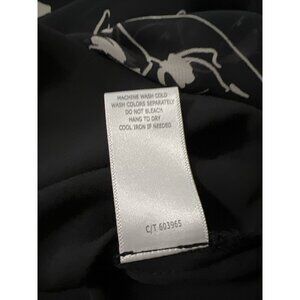 MACHINE WASH COLD
WASH COLORS SEPARATELY
DO NOT BLEACH
HANG TO DRY
COOL IRON IF NEEDED
C/T 603965